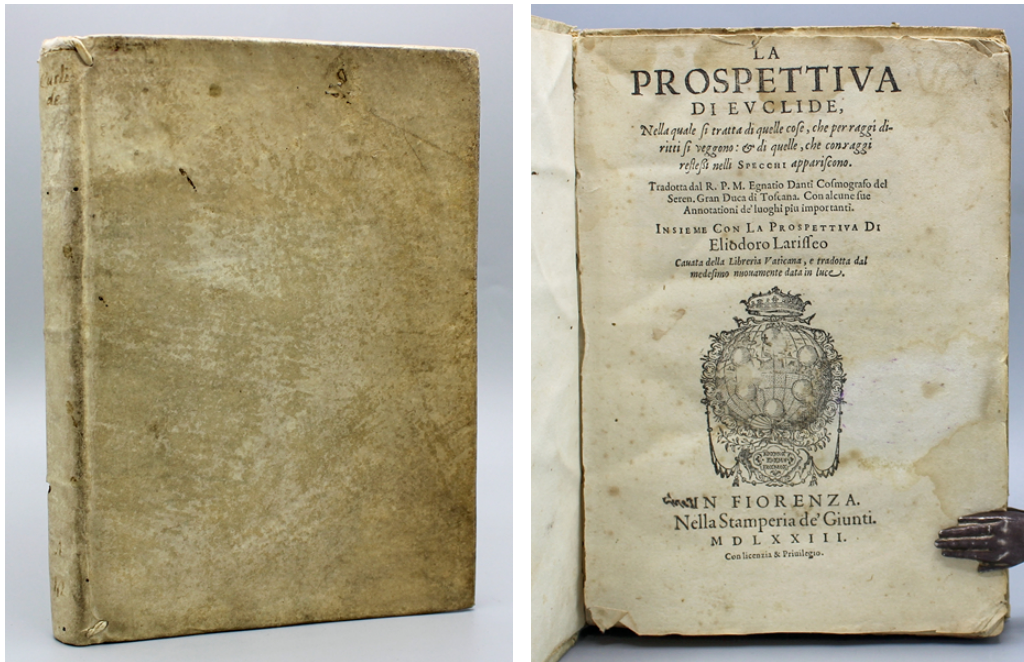 LA
PROSPETTIVA
DI EVCLIDE,
Nella quale si tratta di quelle cose, che per raggi di-
ritti si veggono: & di quelle, che con raggi
reflessi nelli SPECCHI appariscono.
Tradotta dal R. P. M. Egnatio Danti Cosmografo del
Seren. Gran Duca di Toscana. Con alcune sue
Annotationi de' luoghi piu importanti.
INSIEME CON LA PROSPETTIVA DI
Eliodoro Larisseo
Cauata della Libreria Vaticana, e tradotta dal
medesimo nuouamente data in luce.
IN FIORENZA.
Nella Stamperia de' Giunti.
MDLXXIII.
Con licenzia & Priuilegio.